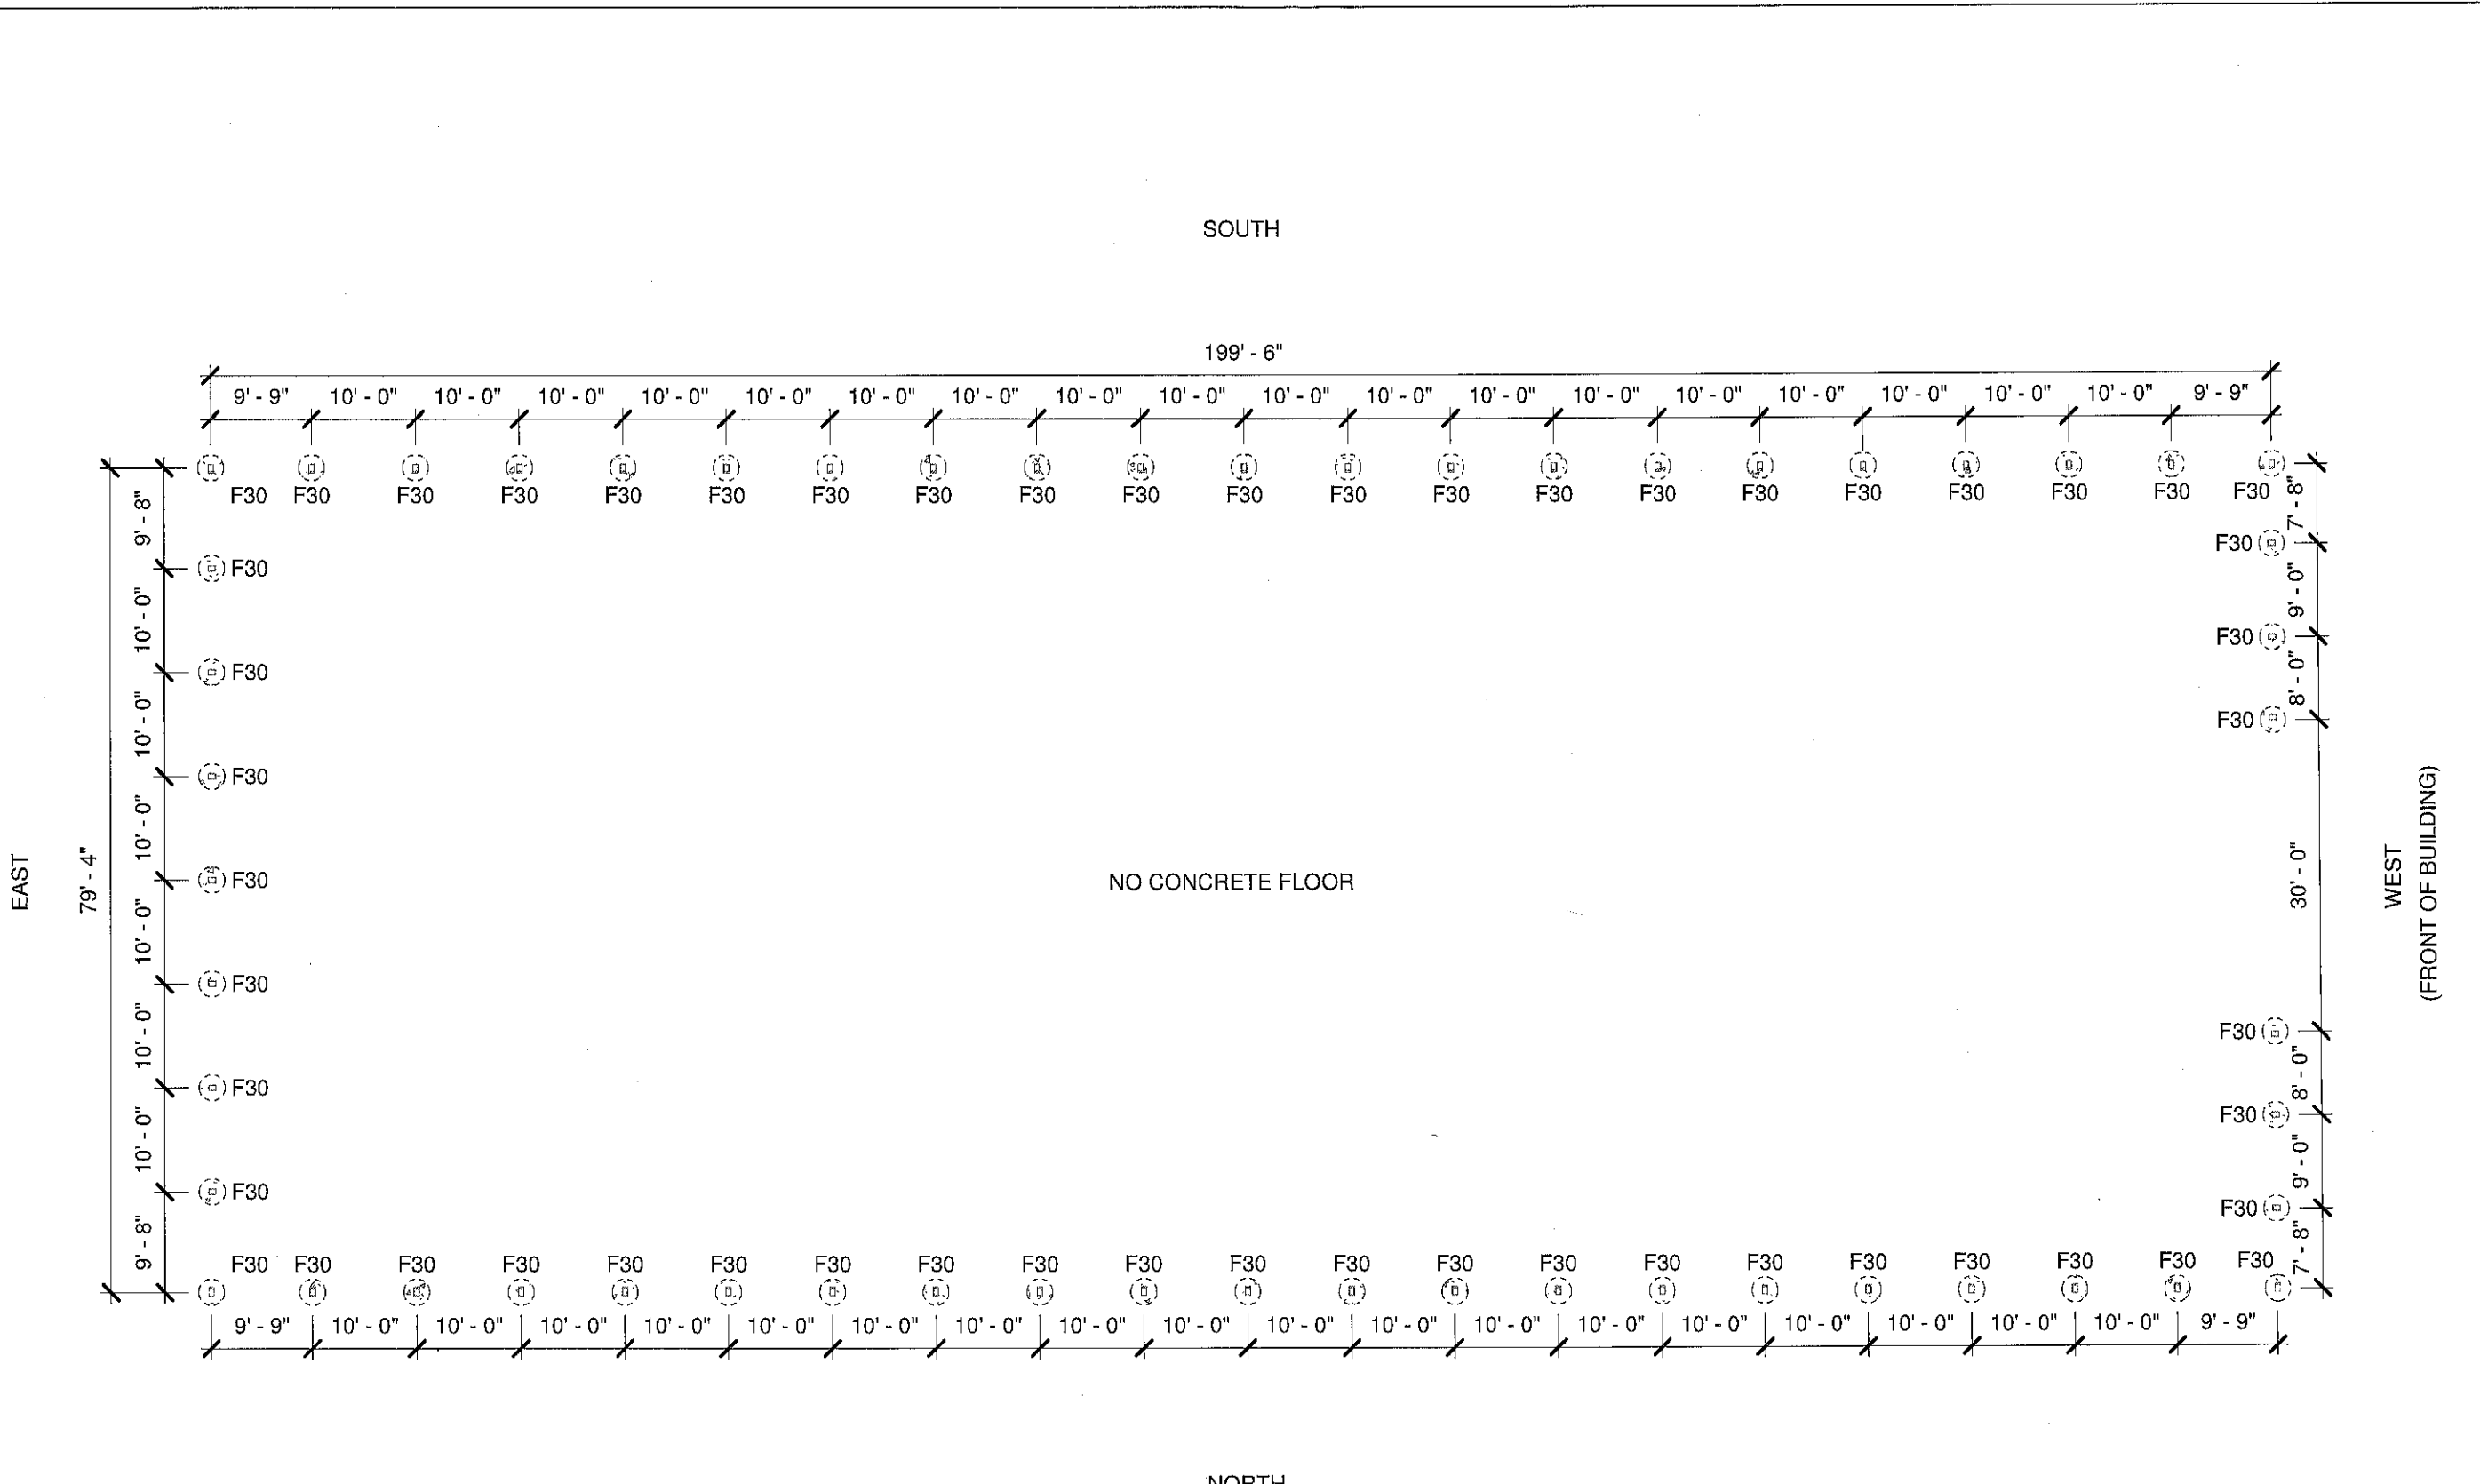 SOUTH
199' - 6"
9' - 9" 10' - 0" 10' - 0" 10' - 0" 10' - 0" 10' - 0" 10' - 0" 10' - 0" 10' - 0" 10' - 0" 10' - 0" 10' - 0" 10' - 0" 10' - 0" 10' - 0" 10' - 0" 10' - 0" 10' - 0" 10' - 0" 9' - 9"
F30 F30 F30 F30 F30 F30 F30 F30 F30 F30 F30 F30 F30 F30 F30 F30 F30 F30 F30 F30 F30
EAST
79' - 4"
9' - 8"
10' - 0"
10' - 0"
10' - 0"
10' - 0"
10' - 0"
10' - 0"
9' - 8"
F30
F30
F30
F30
F30
F30
F30
NO CONCRETE FLOOR
F30
F30
F30
F30
F30
F30
7' - 8"
9' - 0"
8' - 0"
30' - 0"
8' - 0"
9' - 0"
7' - 8"
WEST
(FRONT OF BUILDING)
F30 F30 F30 F30 F30 F30 F30 F30 F30 F30 F30 F30 F30 F30 F30 F30 F30 F30 F30 F30 F30
9' - 9" 10' - 0" 10' - 0" 10' - 0" 10' - 0" 10' - 0" 10' - 0" 10' - 0" 10' - 0" 10' - 0" 10' - 0" 10' - 0" 10' - 0" 10' - 0" 10' - 0" 10' - 0" 10' - 0" 10' - 0" 10' - 0" 9' - 9"
NORTH